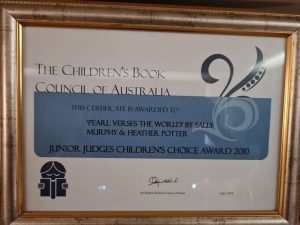 THE CHILDREN'S BOOK
COUNCIL OF AUSTRALIA
THIS CERTIFICATE IS AWARDED TO
'PEARL VERSES THE WORLD' BY SALLY
MURPHY & HEATHER POTTER
JUNIOR JUDGES CHILDREN'S CHOICE AWARD 2010